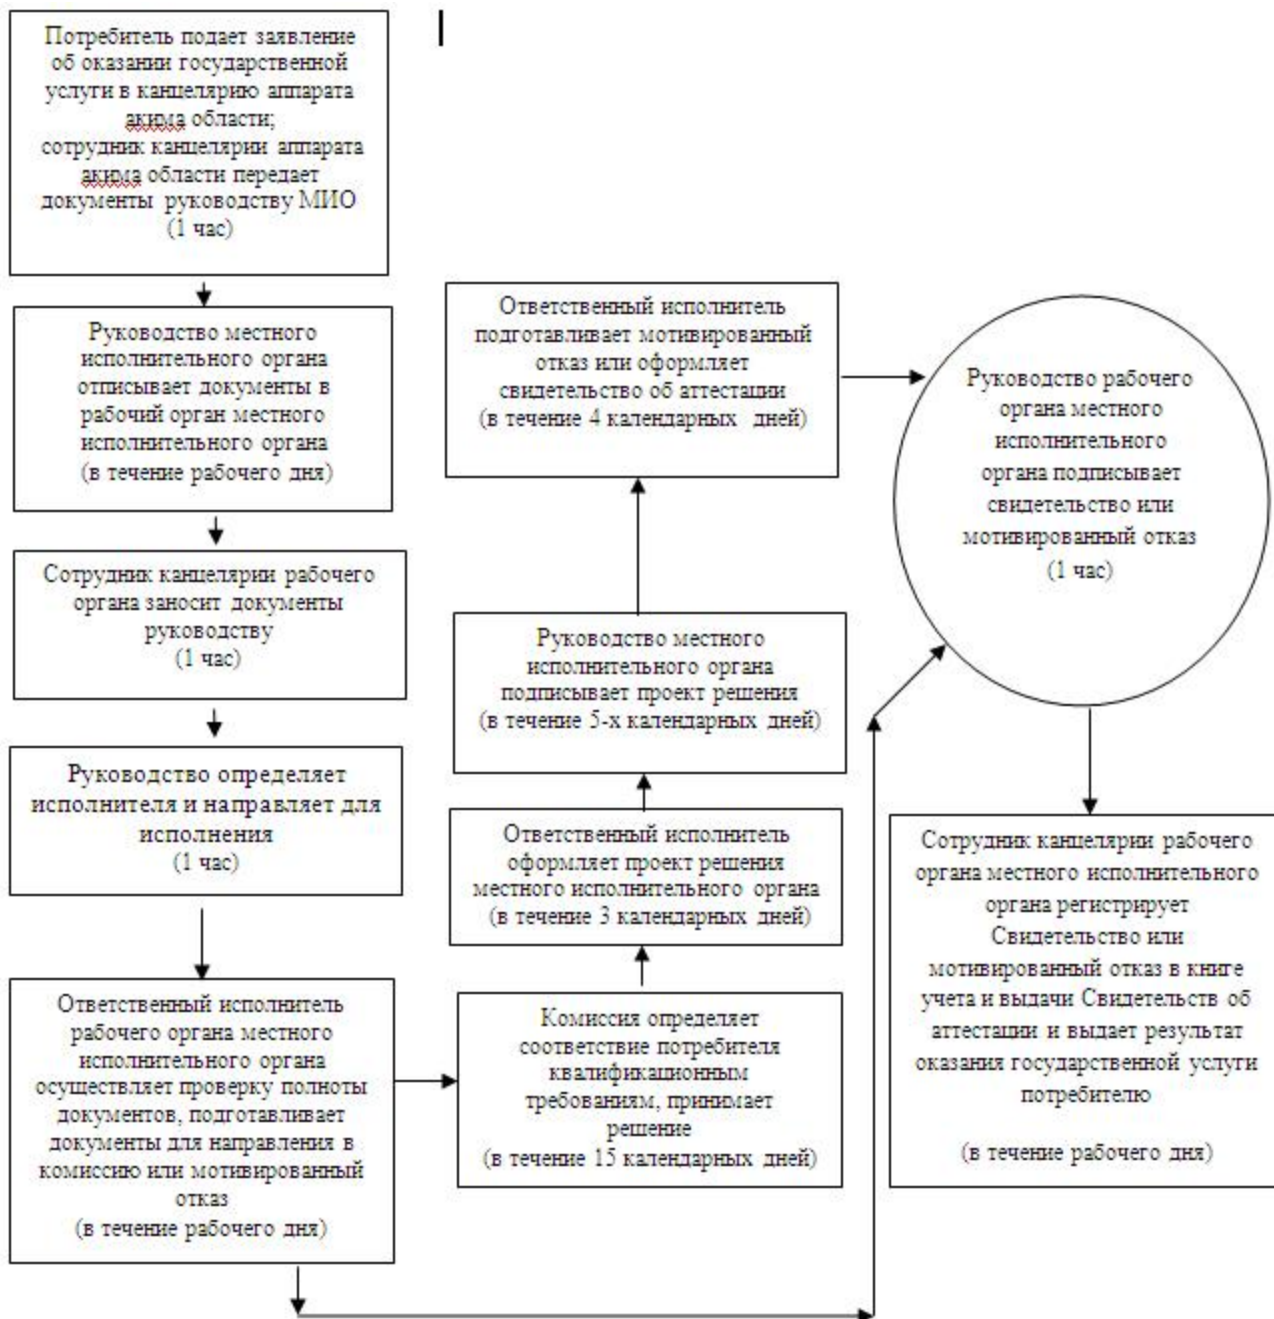 Потребитель подает заявление
об оказании государственной
услуги в канцелярию аппарата
акима области;
сотрудник канцелярии аппарата
акима области передает
документы руководству МИО
(1 час)
Руководство местного
исполнительного органа
отписывает документы в
рабочий орган местного
исполнительного органа
(в течение рабочего дня)
Сотрудник канцелярии рабочего
органа заносит документы
руководству
(1 час)
Руководство определяет
исполнителя и направляет для
исполнения
(1 час)
Ответственный исполнитель
рабочего органа местного
исполнительного органа
осуществляет проверку полноты
документов, подготавливает
документы для направления в
комиссию или мотивированный
отказ
(в течение рабочего дня)
Комиссия определяет
соответствие потребителя
квалификационным
требованиям, принимает
решение
(в течение 15 календарных дней)
Ответственный исполнитель
оформляет проект решения
местного исполнительного органа
(в течение 3 календарных дней)
Руководство местного
исполнительного органа
подписывает проект решения
(в течение 5-х календарных дней)
Ответственный исполнитель
подготавливает мотивированный
отказ или оформляет
свидетельство об аттестации
(в течение 4 календарных дней)
Руководство рабочего
органа местного
исполнительного
органа подписывает
свидетельство или
мотивированный отказ
(1 час)
Сотрудник канцелярии рабочего
органа местного исполнительного
органа регистрирует
Свидетельство или
мотивированный отказ в книге
учета и выдачи Свидетельств об
аттестации и выдает результат
оказания государственной услуги
потребителю
(в течение рабочего дня)